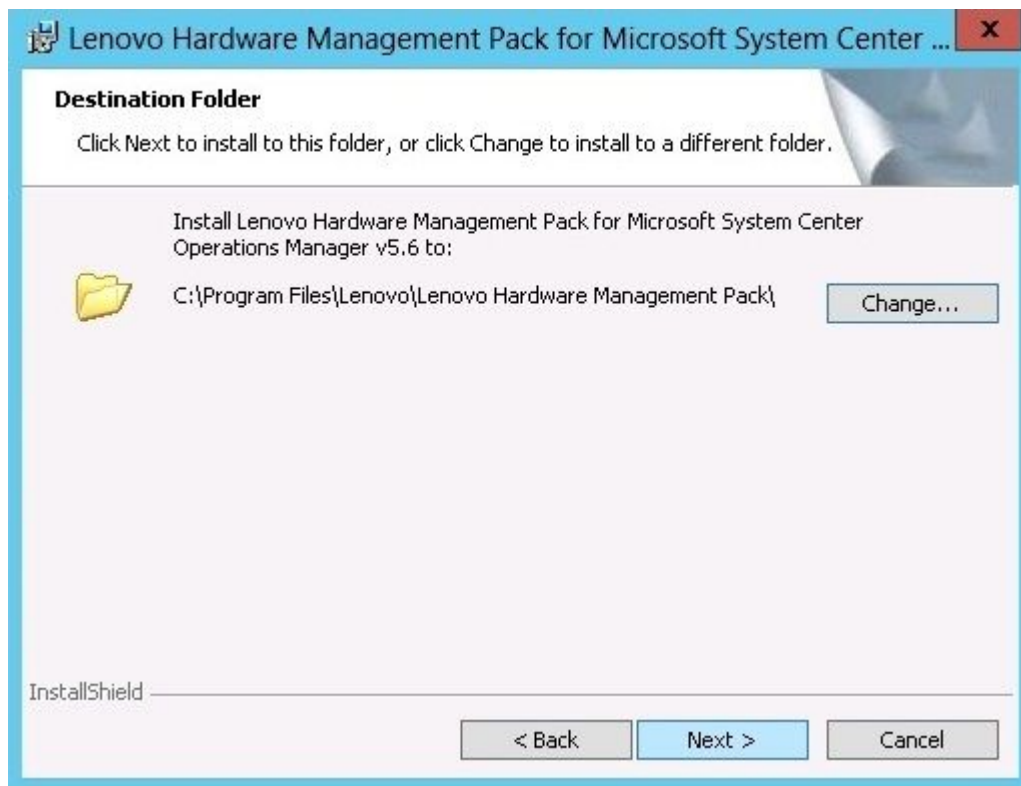 Lenovo Hardware Management Pack for Microsoft System Center ...
x
Destination Folder
Click Next to install to this folder, or click Change to install to a different folder.
Install Lenovo Hardware Management Pack for Microsoft System Center
Operations Manager v5.6 to:
C:\Program Files\Lenovo\Lenovo Hardware Management Pack\
Change...
InstallShield
< Back
Next >
Cancel